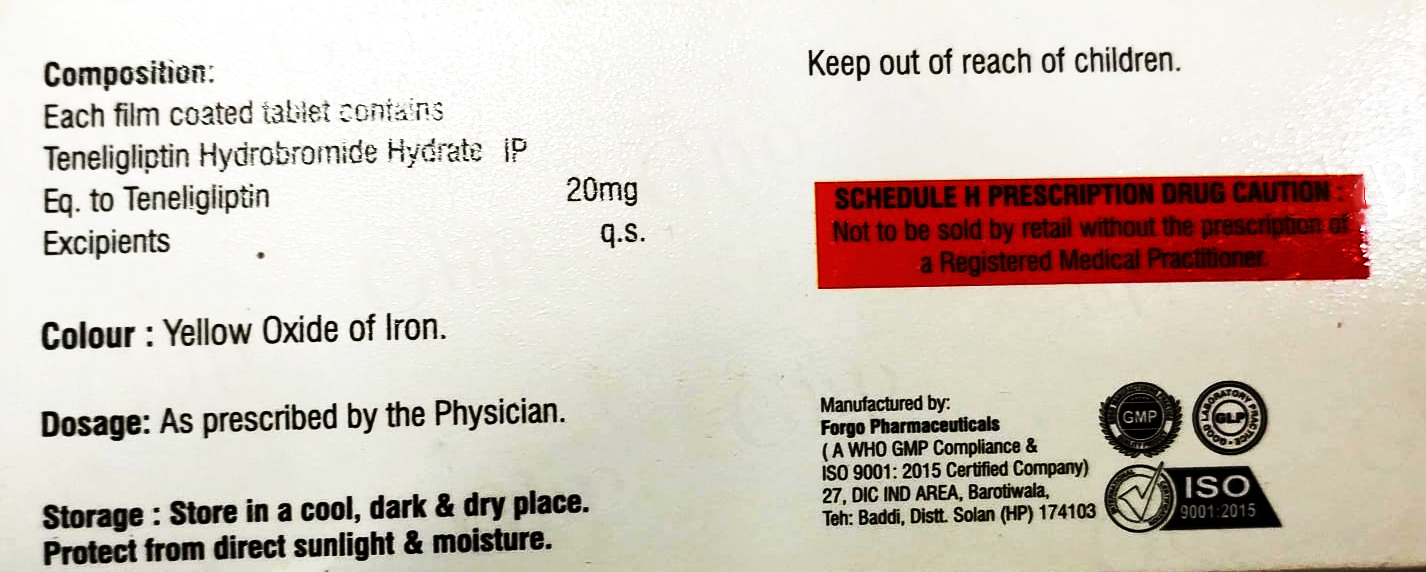 Composition:
Each film coated tablet contains
Teneligliptin Hydrobromide Hydrate IP
Eq. to Teneligliptin 20mg
Excipients q.s.
Colour : Yellow Oxide of Iron.
Dosage: As prescribed by the Physician.
Storage : Store in a cool, dark & dry place.
Protect from direct sunlight & moisture.
Keep out of reach of children.
SCHEDULE H PRESCRIPTION DRUG CAUTION :
Not to be sold by retail without the prescription of
a Registered Medical Practitioner.
Manufactured by:
Forgo Pharmaceuticals
( A WHO GMP Compliance &
ISO 9001: 2015 Certified Company)
27, DIC IND AREA, Barotiwala,
Teh: Baddi, Distt. Solan (HP) 174103
GMP
GOOD LABORATORY PRACTICE
GLP
ISO
9001:2015